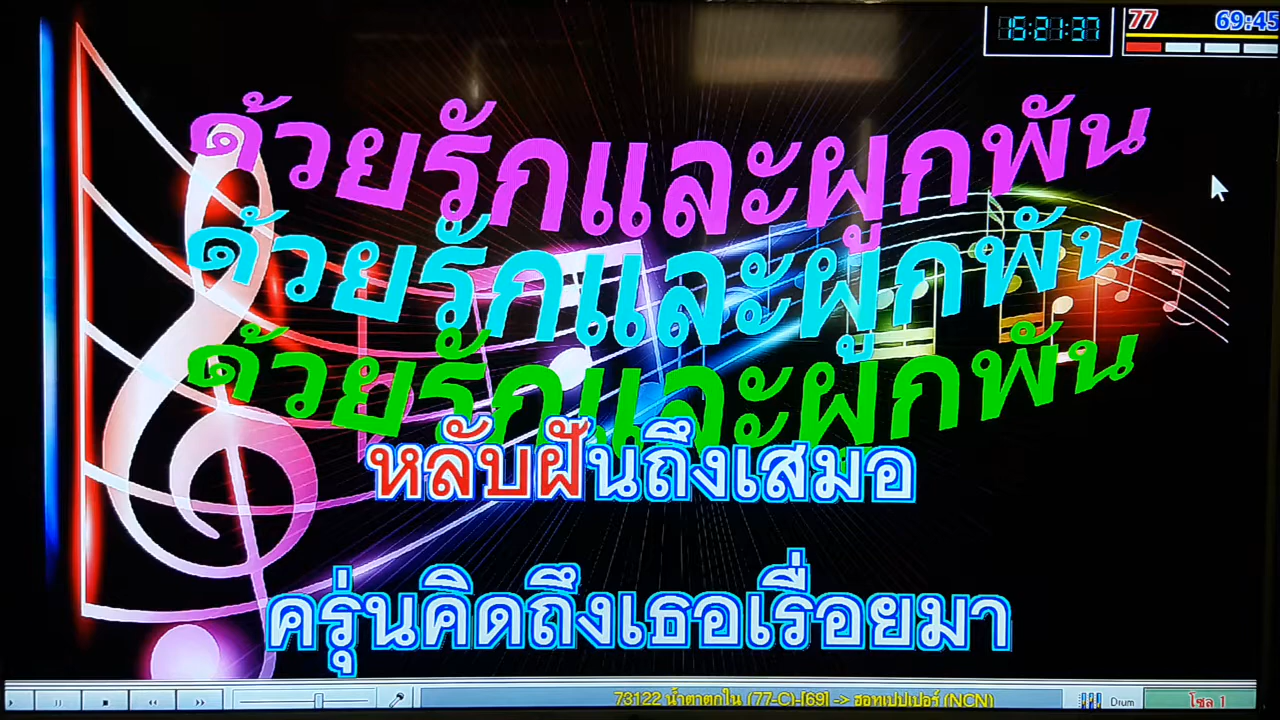 15:21:37
77 69:45
ด้วยรักและผูกพัน
ด้วยรักและผูกพัน
ด้วยรักและผูกพัน
หลับฝันถึงเสมอ
ครุ่นคิดถึงเธอเรื่อยมา
73122 น้ำตาตกใน (77-C)-[69] -> ฮอทเปปเปอร์ (NCN)
Drum
โซล 1